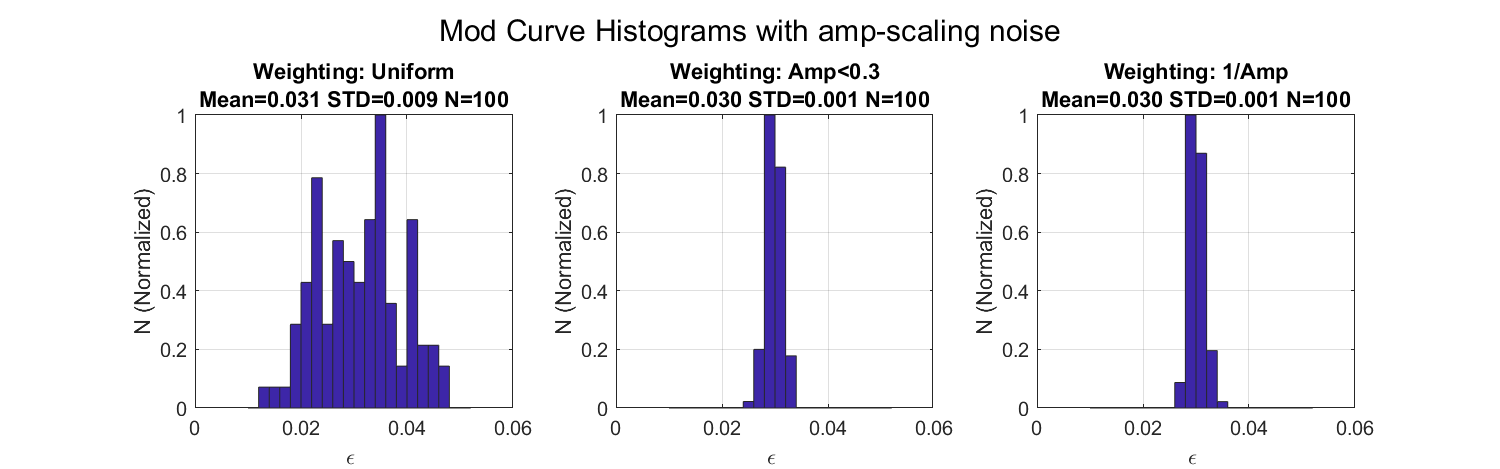 Mod Curve Histograms with amp-scaling noise
Weighting: Uniform
Mean=0.031 STD=0.009 N=100
1
0.8
0.6
0.4
0.2
0
N (Normalized)
0
0.02
0.04
0.06
ϵ
Weighting: Amp<0.3
Mean=0.030 STD=0.001 N=100
1
0.8
0.6
0.4
0.2
0
N (Normalized)
0
0.02
0.04
0.06
ϵ
Weighting: 1/Amp
Mean=0.030 STD=0.001 N=100
1
0.8
0.6
0.4
0.2
0
N (Normalized)
0
0.02
0.04
0.06
ϵ